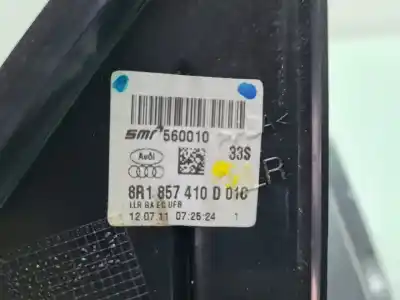 smr 560010
Audi
33S
8R1 857 410 D 01C
LLR GA EC UFB
12.07.11 07:25:24 1